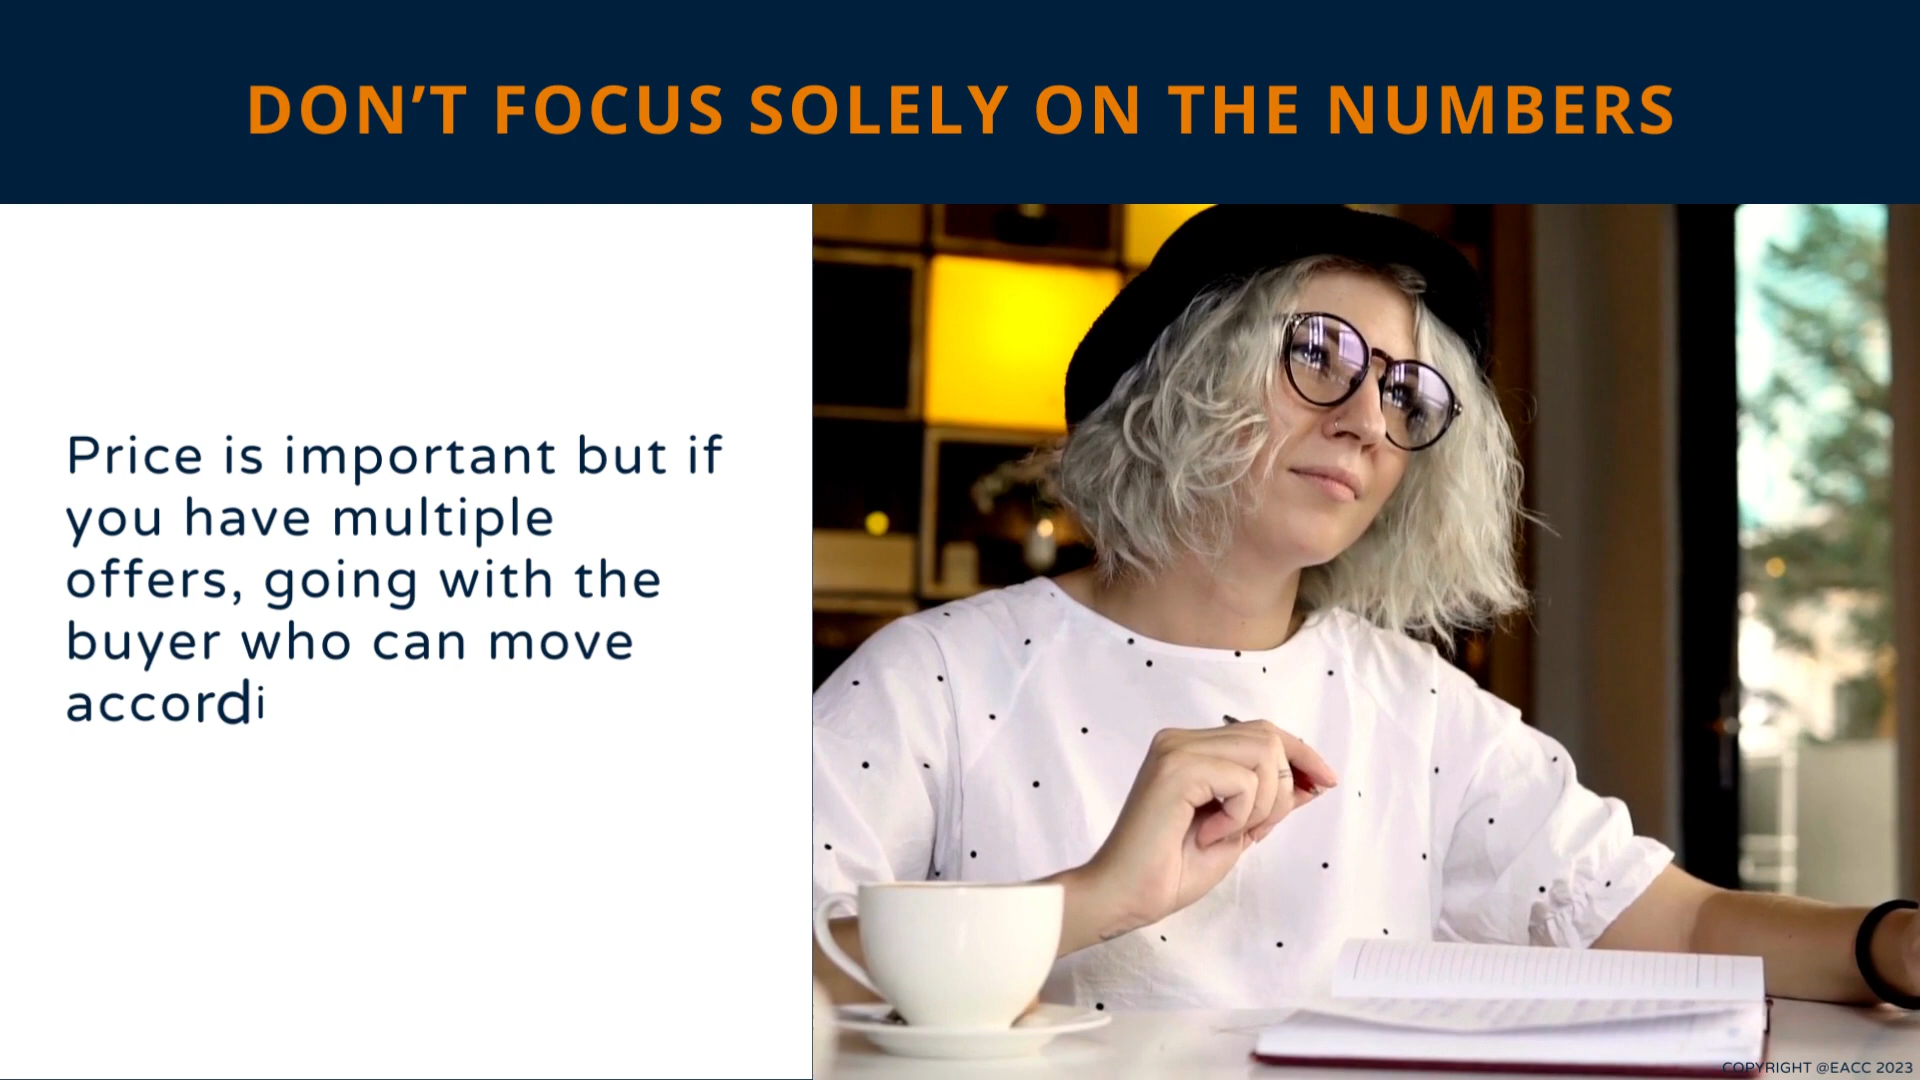 DON’T FOCUS SOLELY ON THE NUMBERS
Price is important but if
you have multiple
offers, going with the
buyer who can move
accordi
COPYRIGHT @EACC 2023